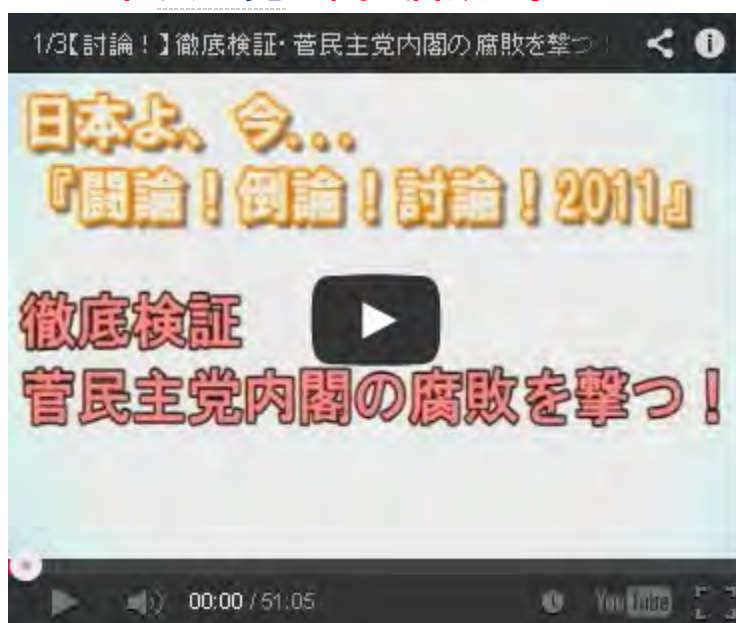 1/3【討論！】徹底検証・菅民主党内閣の腐敗を撃つ！
日本よ、今...
『闘論！倒論！討論！2011』
徹底検証
菅民主党内閣の腐敗を撃つ！
00:00 / 51:05
YouTube